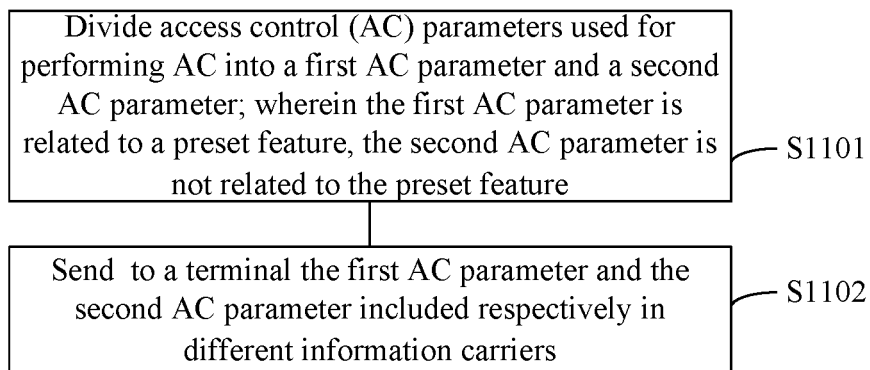 Divide access control (AC) parameters used for
performing AC into a first AC parameter and a second
AC parameter; wherein the first AC parameter is
related to a preset feature, the second AC parameter is
not related to the preset feature
S1101
Send to a terminal the first AC parameter and the
second AC parameter included respectively in
different information carriers
S1102